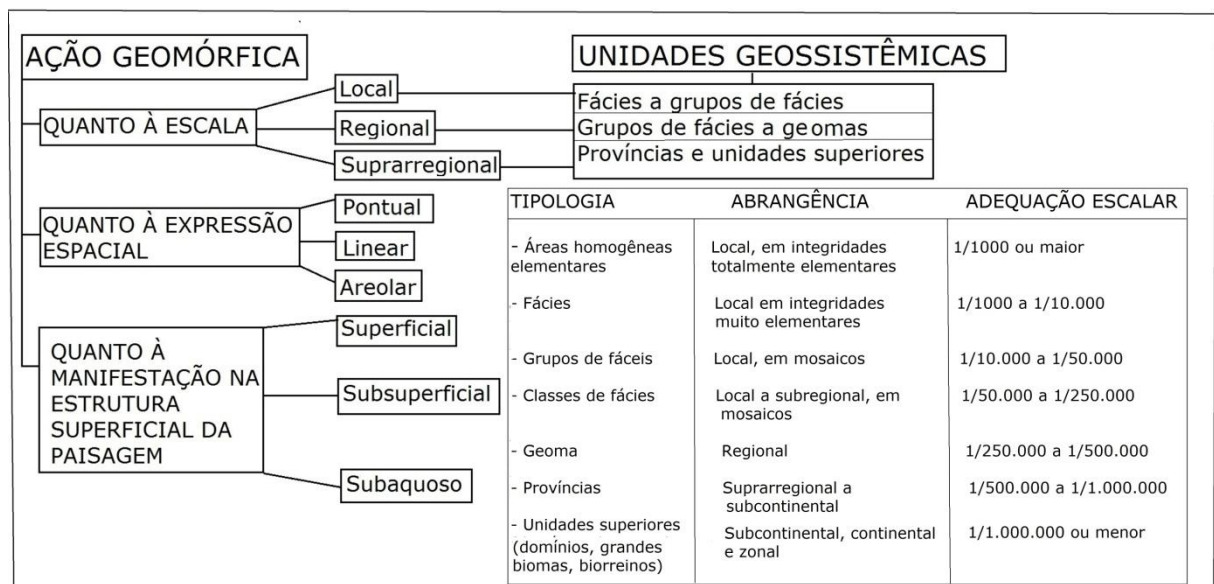 AÇÃO GEOMÓRFICA
QUANTO À ESCALA
Local
Regional
Suprarregional
UNIDADES GEOSSISTÊMICAS
Fácies a grupos de fácies
Grupos de fácies a geomas
Províncias e unidades superiores
QUANTO À EXPRESSÃO
ESPACIAL
Pontual
Linear
Areolar
QUANTO À
MANIFESTAÇÃO NA
ESTRUTURA
SUPERFICIAL DA
PAISAGEM
Superficial
Subsuperficial
Subaquoso
TIPOLOGIA ABRANGÊNCIA ADEQUAÇÃO ESCALAR
- Áreas homogêneas Local, em integridades 1/1000 ou maior
elementares totalmente elementares
- Fácies Local em integridades 1/1000 a 1/10.000
muito elementares
- Grupos de fáceis Local, em mosaicos 1/10.000 a 1/50.000
- Classes de fácies Local a subregional, em 1/50.000 a 1/250.000
mosaicos
- Geoma Regional 1/250.000 a 1/500.000
- Províncias Suprarregional a 1/500.000 a 1/1.000.000
subcontinental
- Unidades superiores Subcontinental, continental 1/1.000.000 ou menor
(domínios, grandes e zonal
biomas, biorreinos)